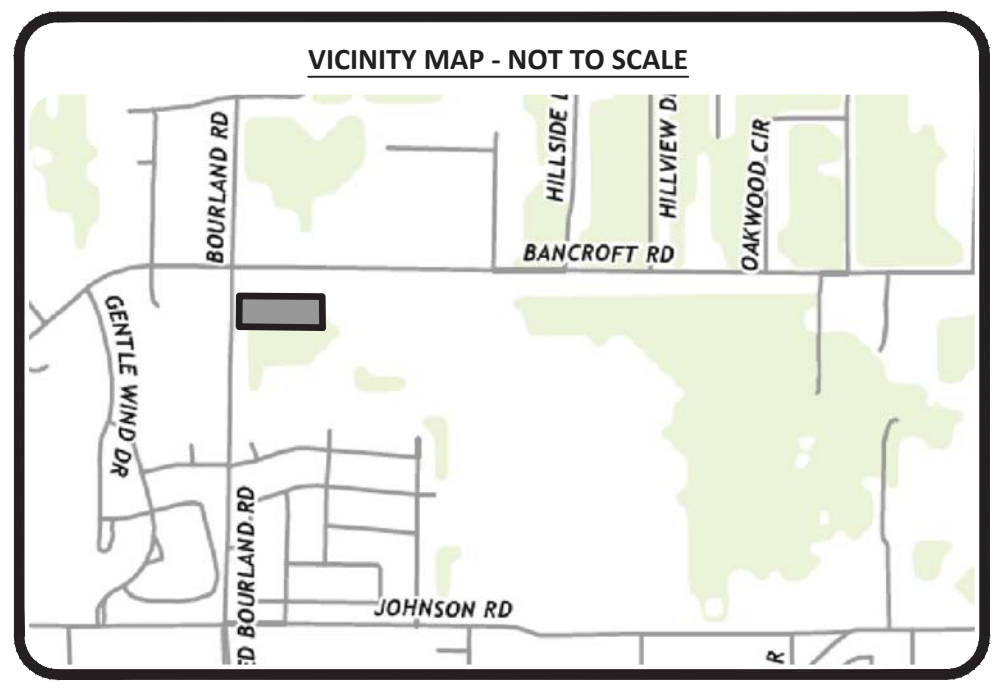 VICINITY MAP - NOT TO SCALE
BOURLAND RD
HILLSIDE
HILLVIEW
OAKWOOD CIR
BANCROFT RD
GENTLE WIND DR
BOURLAND RD
JOHNSON RD